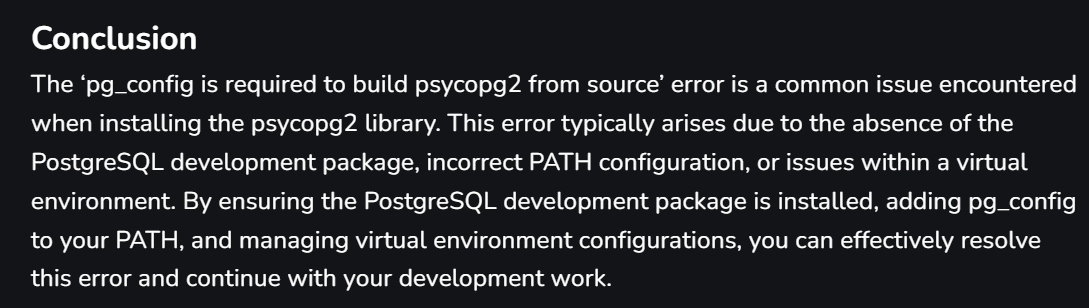 Conclusion
The ‘pg_config is required to build psycopg2 from source’ error is a common issue encountered
when installing the psycopg2 library. This error typically arises due to the absence of the
PostgreSQL development package, incorrect PATH configuration, or issues within a virtual
environment. By ensuring the PostgreSQL development package is installed, adding pg_config
to your PATH, and managing virtual environment configurations, you can effectively resolve
this error and continue with your development work.